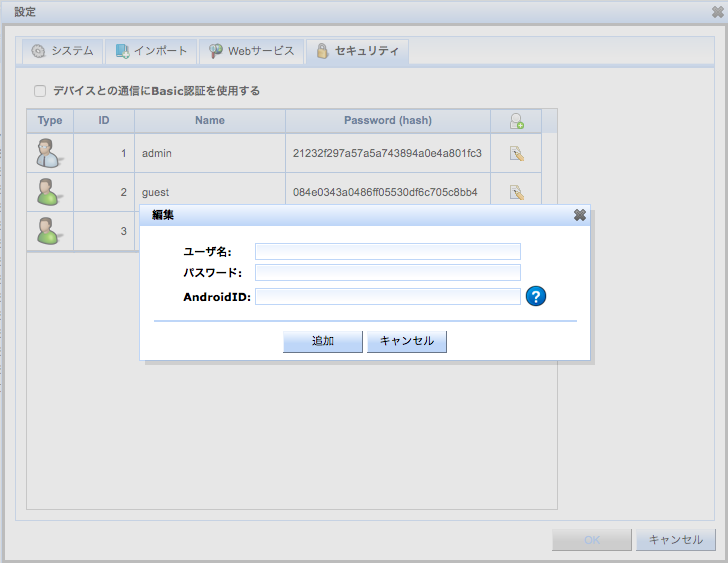 設定
システム インポート Webサービス セキュリティ
デバイスとの通信にBasic認証を使用する
Type ID Name Password (hash)
1 admin 21232f297a57a5a743894a0e4a801fc3
2 guest 084e0343a0486ff05530df6c705c8bb4
3
編集
ユーザ名:
パスワード:
AndroidID: ?
追加 キャンセル
OK キャンセル